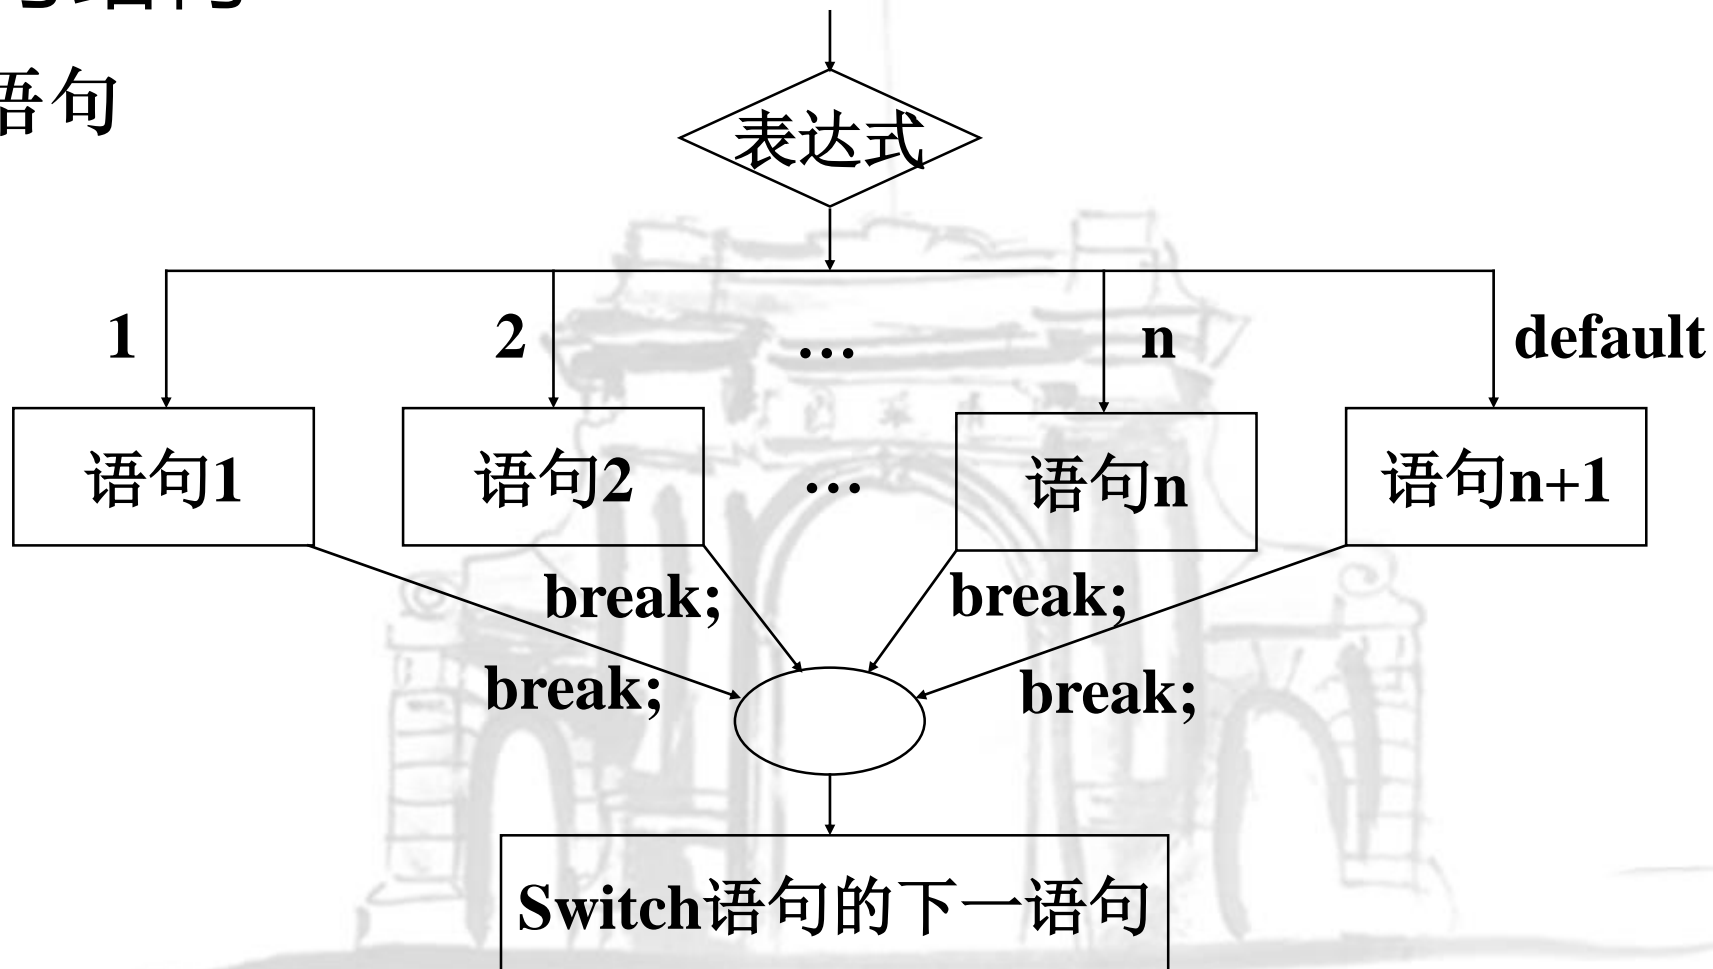 语句
表达式
1 2 … n default
语句1 语句2 … 语句n 语句n+1
break; break;
break; break;
Switch语句的下一语句